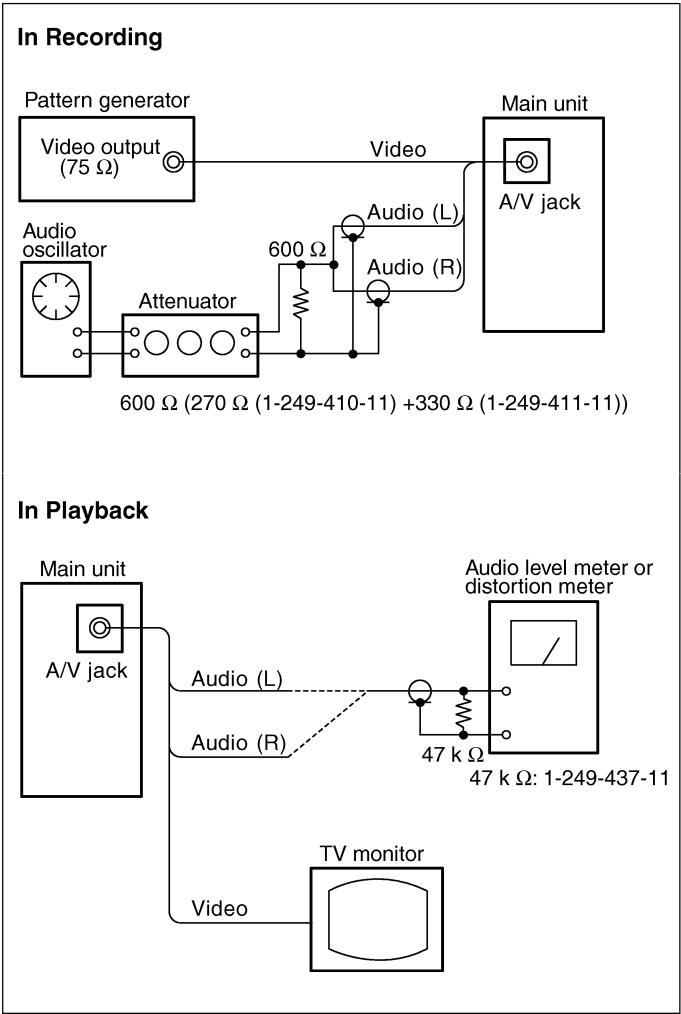 In Recording
Pattern generator
Video output
(75 Ω)
Video
Main unit
A/V jack
Audio
oscillator
Attenuator
600 Ω
Audio (L)
Audio (R)
600 Ω (270 Ω (1-249-410-11) +330 Ω (1-249-411-11))
In Playback
Main unit
A/V jack
Audio (L)
Audio (R)
Audio level meter or
distortion meter
47 k Ω
47 k Ω: 1-249-437-11
TV monitor
Video